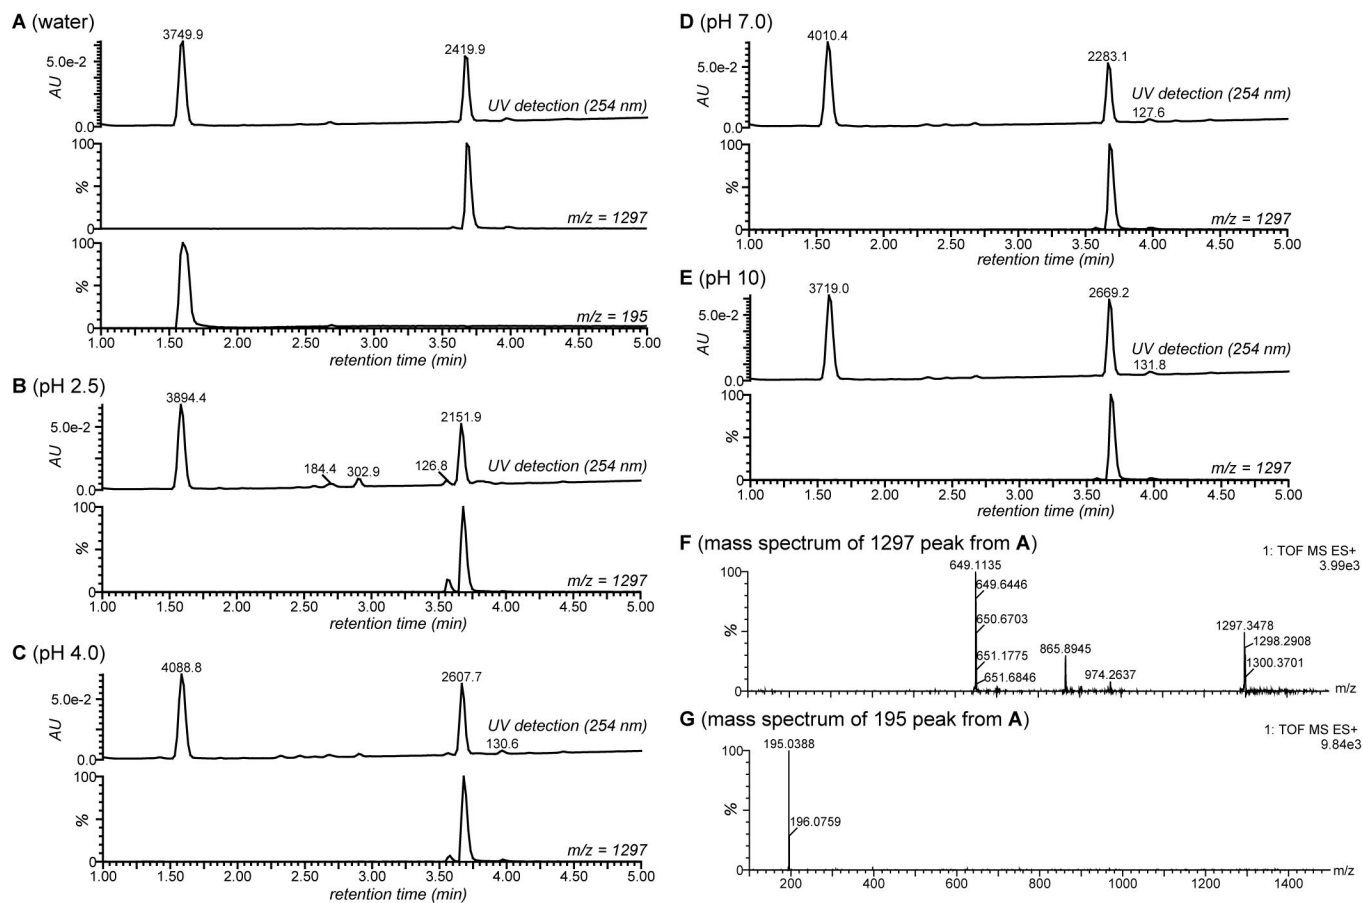 A (water)
3749.9
2419.9
5.0e-2
AU
UV detection (254 nm)
0.0
100
%
m/z = 1297
0
100
%
m/z = 195
0
1.00 1.50 2.00 2.50 3.00 3.50 4.00 4.50 5.00
retention time (min)
B (pH 2.5)
3894.4
2151.9
5.0e-2
AU
184.4
302.9
126.8
UV detection (254 nm)
0.0
100
%
m/z = 1297
0
1.00 1.50 2.00 2.50 3.00 3.50 4.00 4.50 5.00
retention time (min)
C (pH 4.0)
4088.8
2607.7
5.0e-2
AU
UV detection (254 nm)
130.6
0.0
100
%
m/z = 1297
0
1.00 1.50 2.00 2.50 3.00 3.50 4.00 4.50 5.00
retention time (min)
D (pH 7.0)
4010.4
2283.1
5.0e-2
AU
UV detection (254 nm)
127.6
0.0
100
%
m/z = 1297
0
1.00 1.50 2.00 2.50 3.00 3.50 4.00 4.50 5.00
retention time (min)
E (pH 10)
3719.0
2669.2
5.0e-2
AU
UV detection (254 nm)
131.8
0.0
100
%
m/z = 1297
0
1.00 1.50 2.00 2.50 3.00 3.50 4.00 4.50 5.00
retention time (min)
F (mass spectrum of 1297 peak from A)
1: TOF MS ES+
3.99e3
649.1135
100
649.6446
650.6703
%
651.1775
651.6846
865.8945
974.2637
1297.3478
1298.2908
1300.3701
0
m/z
G (mass spectrum of 195 peak from A)
1: TOF MS ES+
9.84e3
195.0388
100
%
196.0759
0
m/z
200 400 600 800 1000 1200 1400